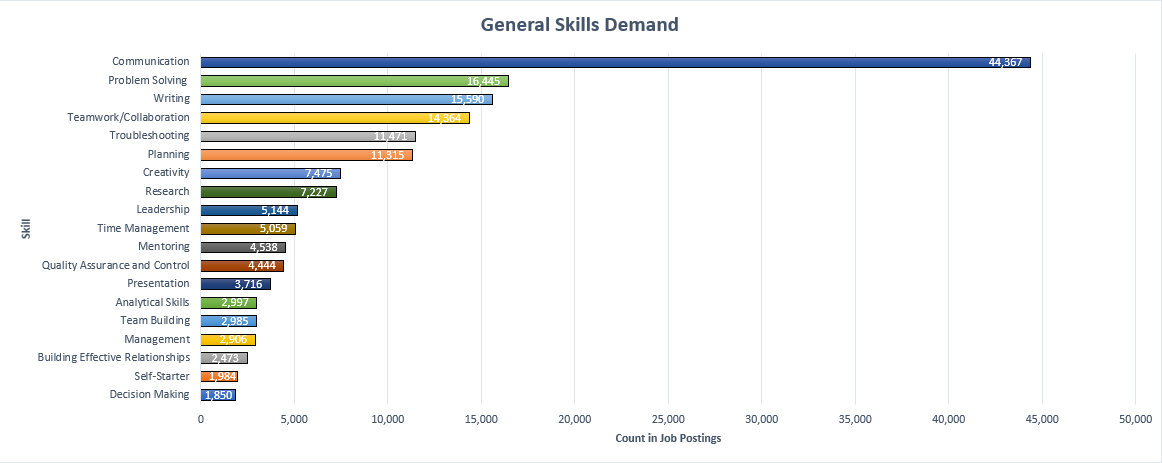 General Skills Demand
Communication 44,367
Problem Solving 16,445
Writing 15,590
Teamwork/Collaboration 14,364
Troubleshooting 11,471
Planning 11,315
Creativity 7,475
Research 7,227
Leadership 5,144
Time Management 5,059
Mentoring 4,538
Quality Assurance and Control 4,444
Presentation 3,716
Analytical Skills 2,997
Team Building 2,985
Management 2,906
Building Effective Relationships 2,473
Self-Starter 1,984
Decision Making 1,850
Skill
0 5,000 10,000 15,000 20,000 25,000 30,000 35,000 40,000 45,000 50,000
Count in Job Postings